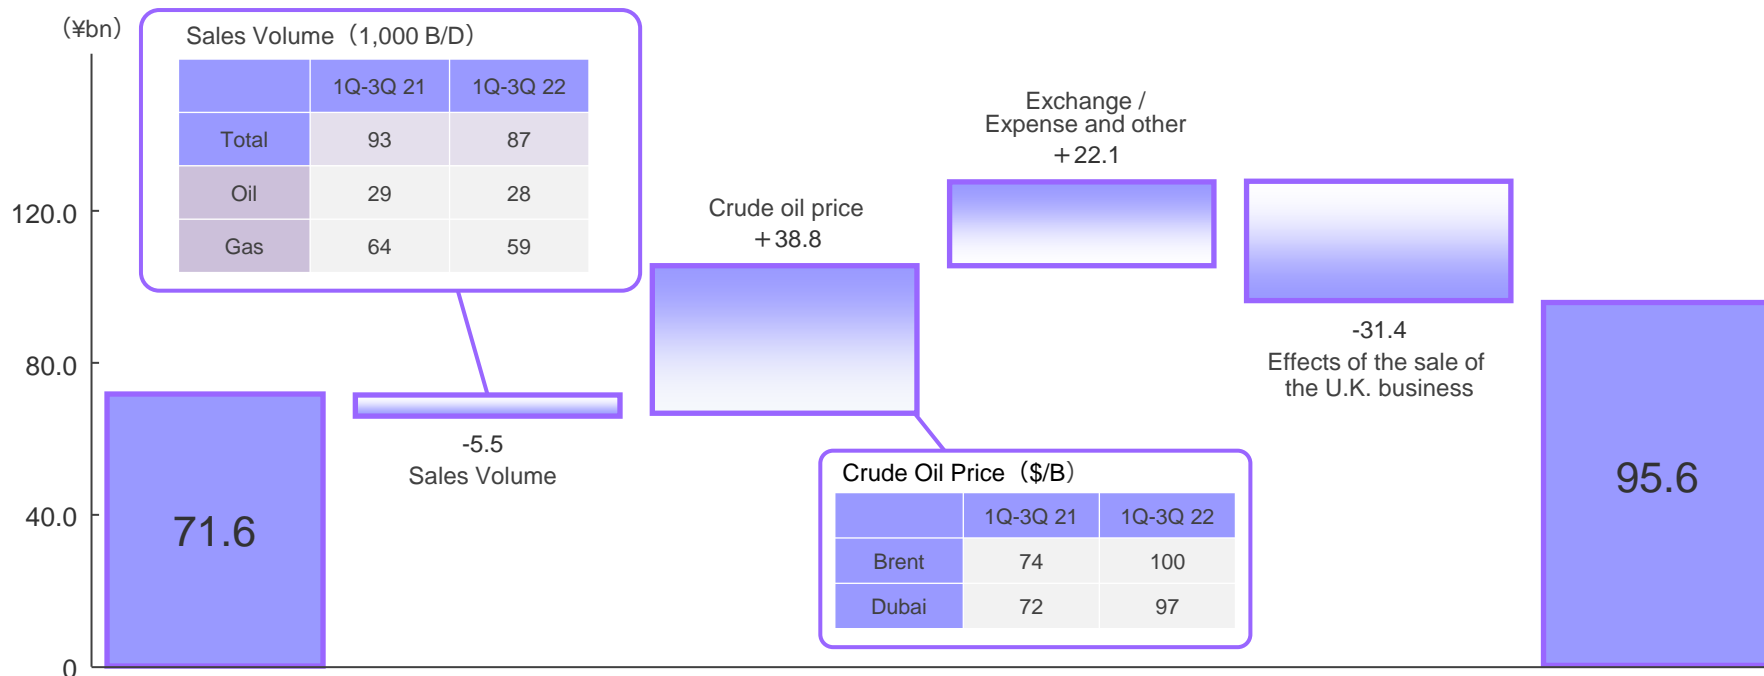 （¥bn）
Sales Volume（1,000 B/D）
1Q-3Q 21 1Q-3Q 22
Total 93 87
Oil 29 28
Gas 64 59
120.0
80.0
40.0
0
71.6
-5.5
Sales Volume
Crude oil price
＋38.8
Exchange /
Expense and other
＋22.1
-31.4
Effects of the sale of
the U.K. business
Crude Oil Price（$/B）
1Q-3Q 21 1Q-3Q 22
Brent 74 100
Dubai 72 97
95.6